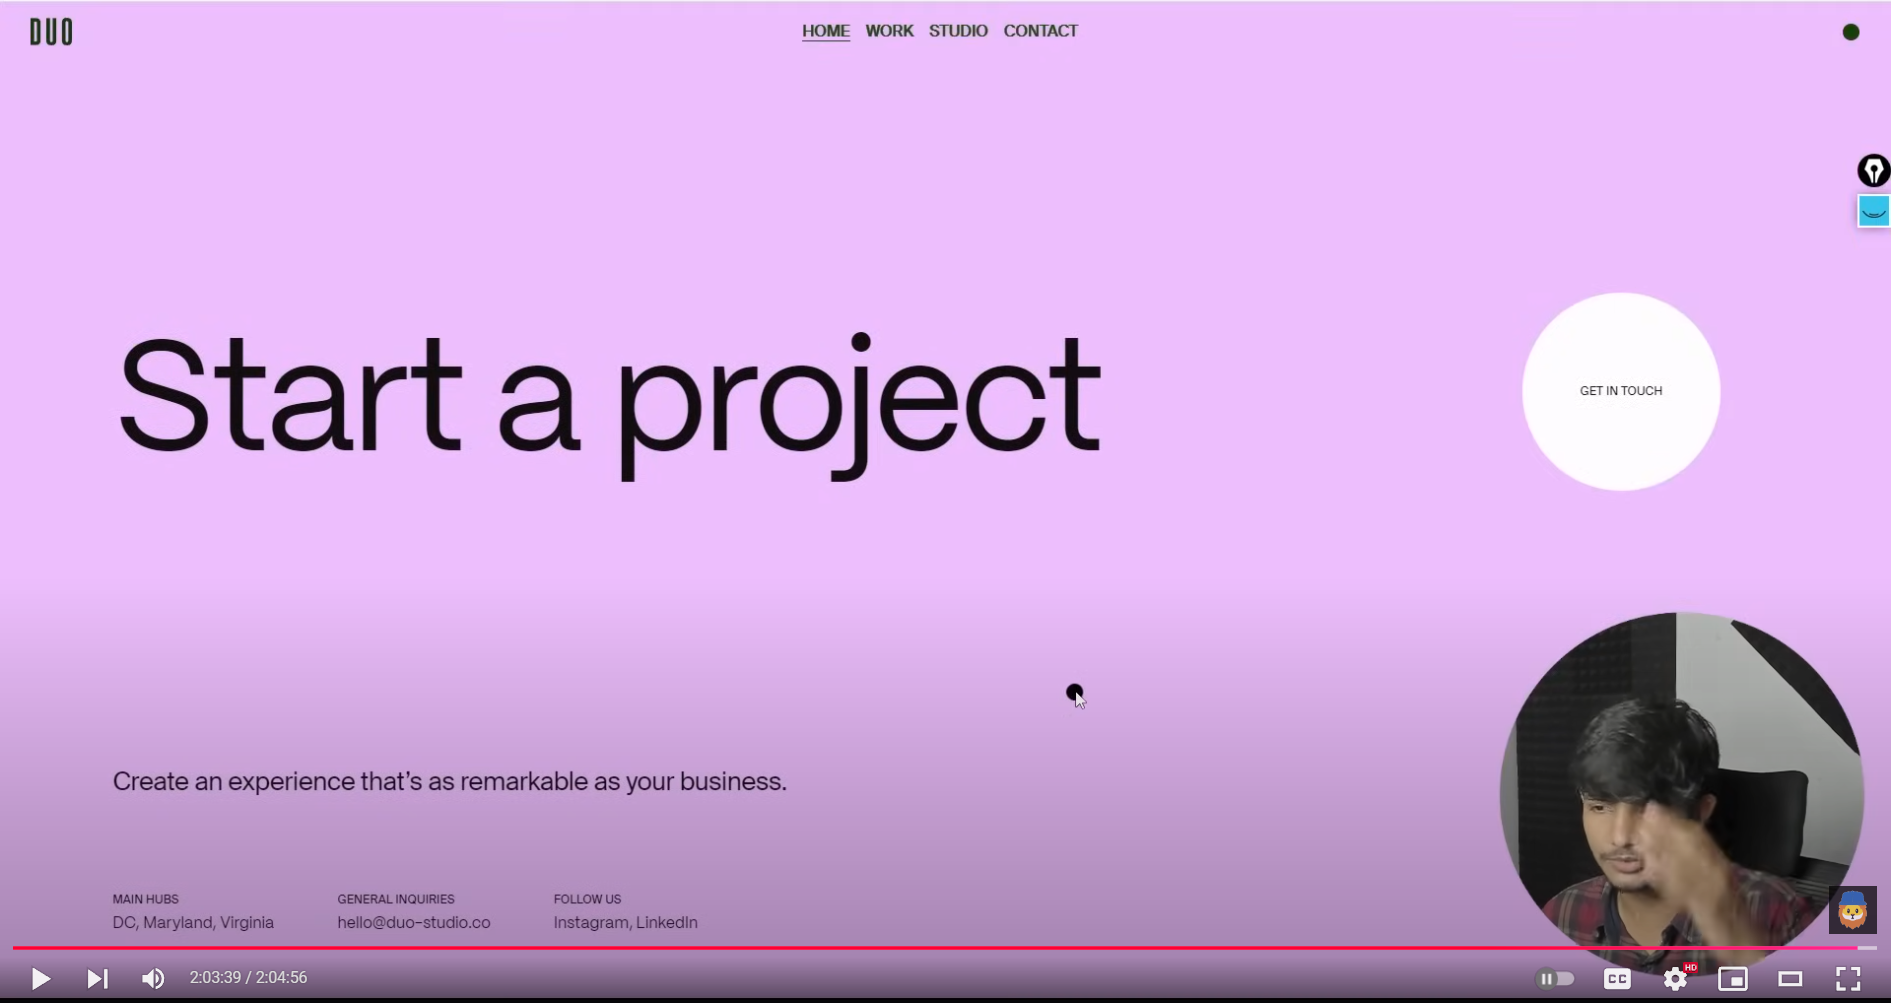 DUO
HOME WORK STUDIO CONTACT
Start a project
GET IN TOUCH
Create an experience that's as remarkable as your business.
MAIN HUBS
DC, Maryland, Virginia
GENERAL INQUIRIES
hello@duo-studio.co
FOLLOW US
Instagram, LinkedIn
2:03:39 / 2:04:56
CC
HD